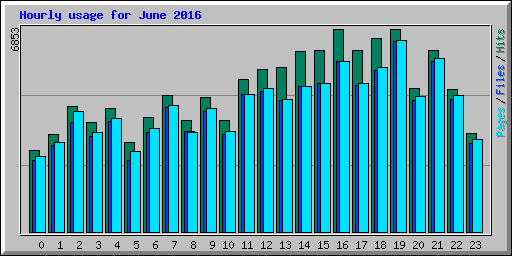 Hourly usage for June 2016
6853
Pages/Files/Hits
0 1 2 3 4 5 6 7 8 9 10 11 12 13 14 15 16 17 18 19 20 21 22 23